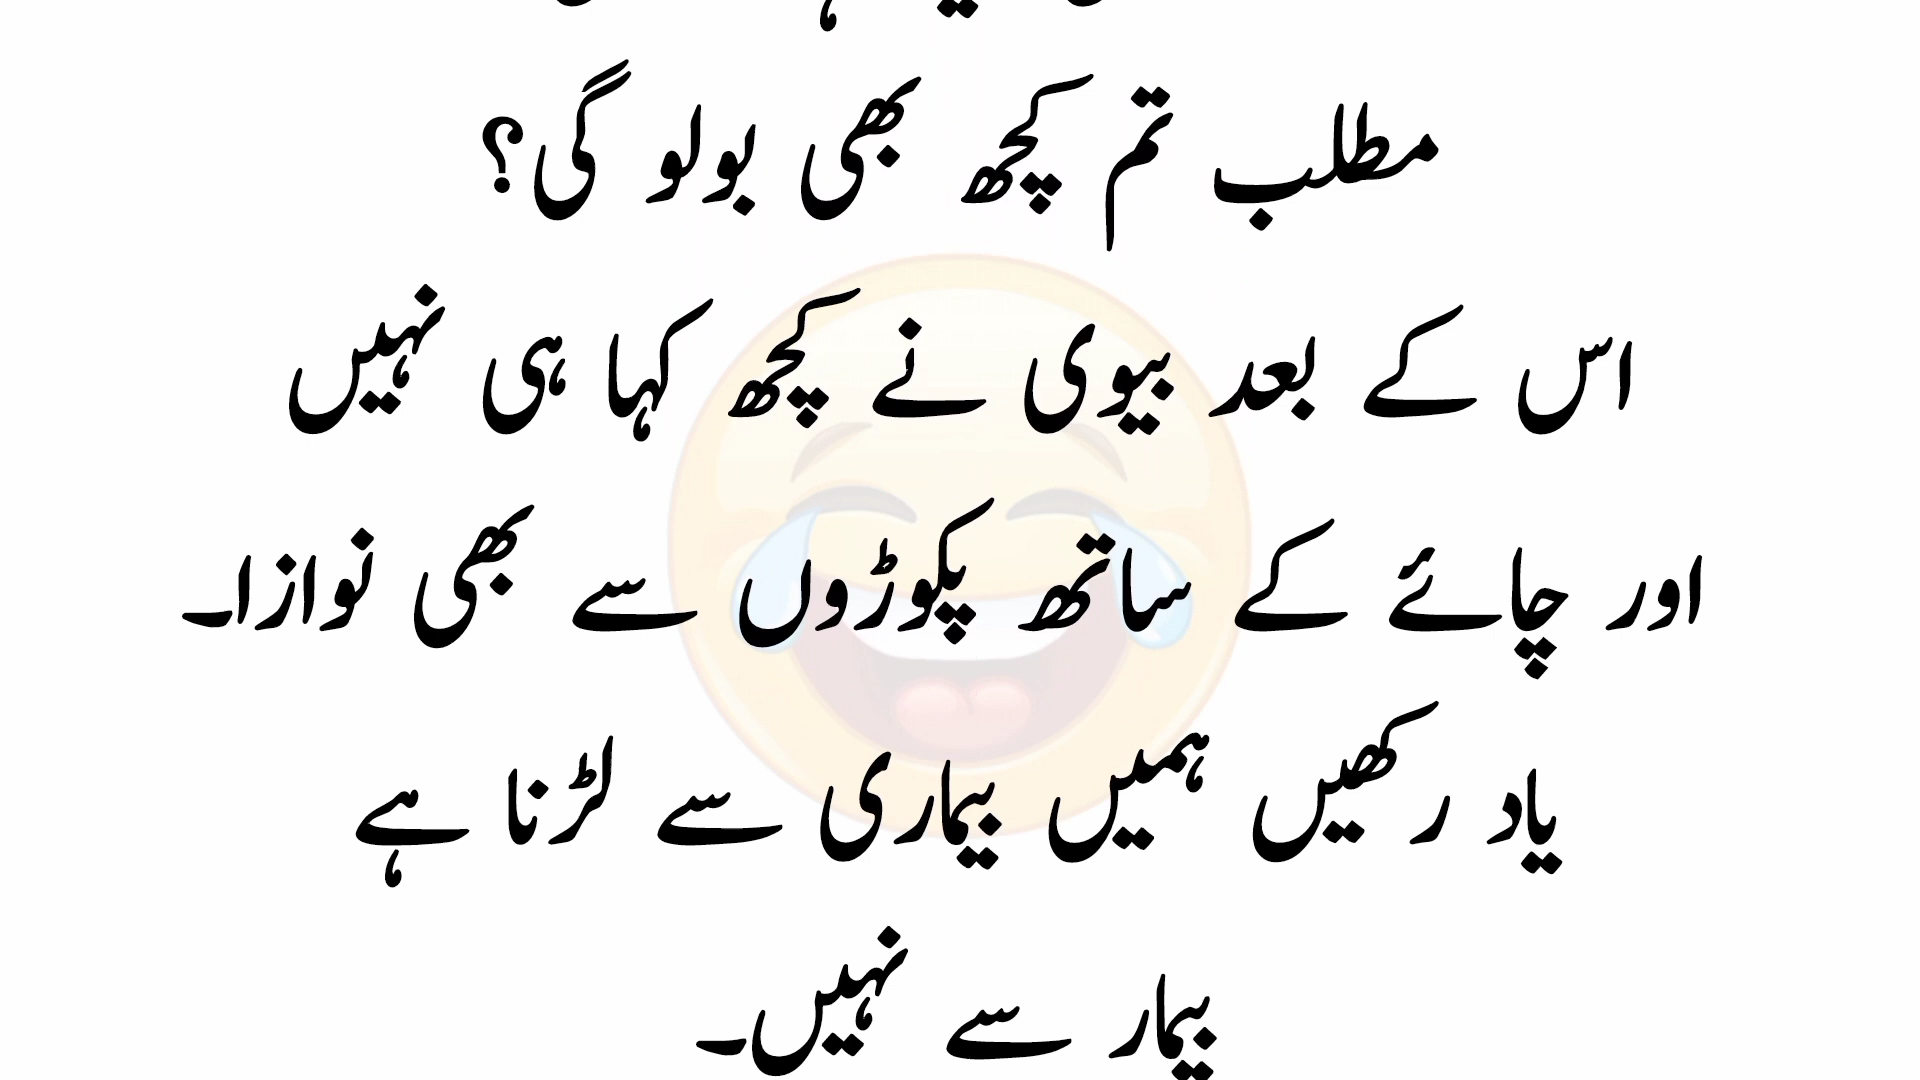 مطلب تم کچھ بھی بولو گی؟
اس کے بعد بیوی نے کچھ کہا ہی نہیں
اور چائے کے ساتھ پکوڑوں سے بھی نوازا۔
یاد رکھیں ہمیں بیماری سے لڑنا ہے
بیمار سے نہیں۔